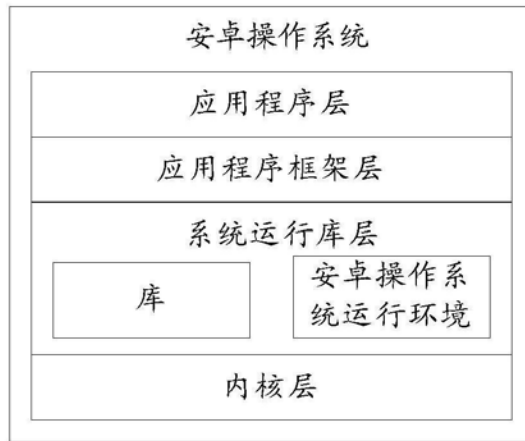 安卓操作系统
应用程序层
应用程序框架层
系统运行库层
库
安卓操作系
统运行环境
内核层